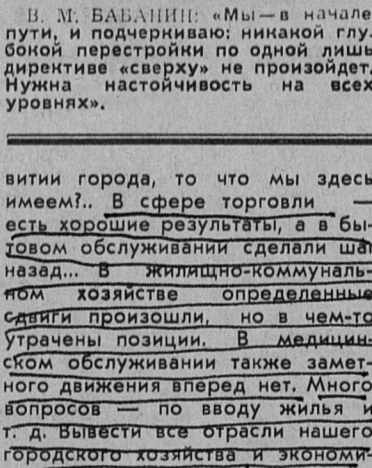 В. М. БАБАНИН: «Мы — в начале
пути, и подчеркиваю: никакой глу-
бокой перестройки по одной лишь
директиве «сверху» не произойдет.
Нужна настойчивость на всех
уровнях».
витии города, то что мы здесь
имеем?.. В сфере торговли —
есть хорошие результаты, а в бы-
товом обслуживании сделали шаг
назад... В жилищно-коммуналь-
ном хозяйстве определенные
сдвиги произошли, но в чем-то
утрачены позиции. В медицин-
ском обслуживании также замет-
ного движения вперед нет. Много
вопросов — по вводу жилья и
т. д. Вывести все отрасли нашего
городского хозяйства и экономи-